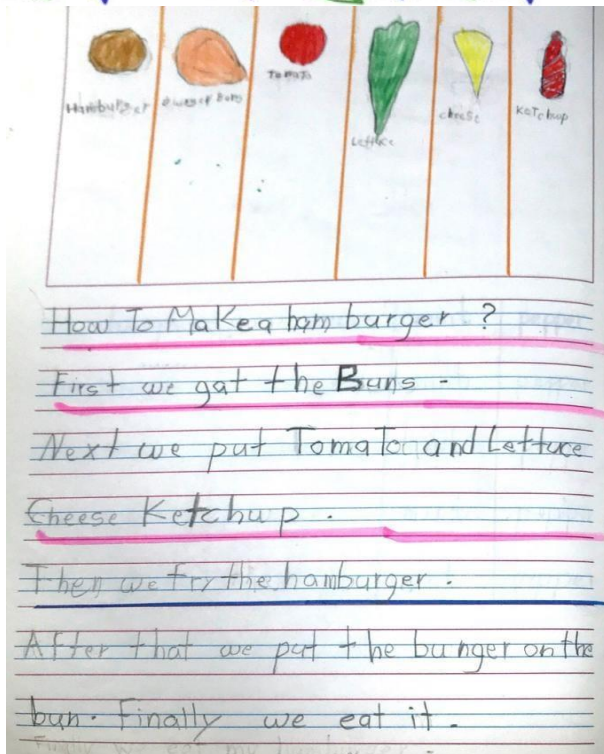 Hamburger
Buns
Tomato
Lettuce
cheese
Ketchup
How To Make a ham burger ?
First we gat the Buns -
Next we put Tomato and Lettuce
Cheese Ketchup .
Then we fry the hamburger .
After that we put the bunger on the
bun. Finally we eat it .